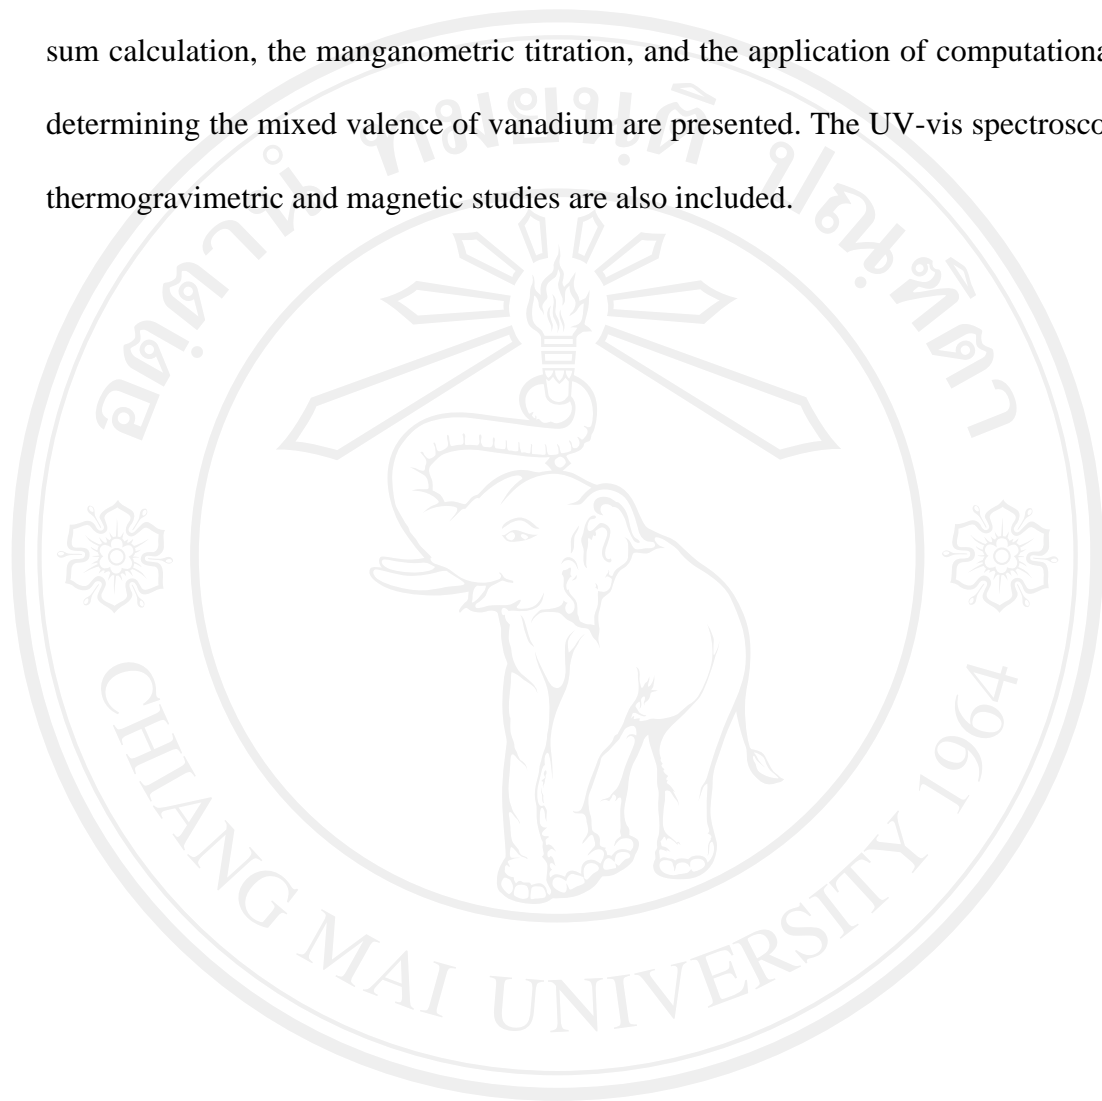 sum calculation, the manganometric titration, and the application of computationa
determining the mixed valence of vanadium are presented. The UV-vis spectrosco
thermogravimetric and magnetic studies are also included.
CHIANG MAI UNIVERSITY 1964